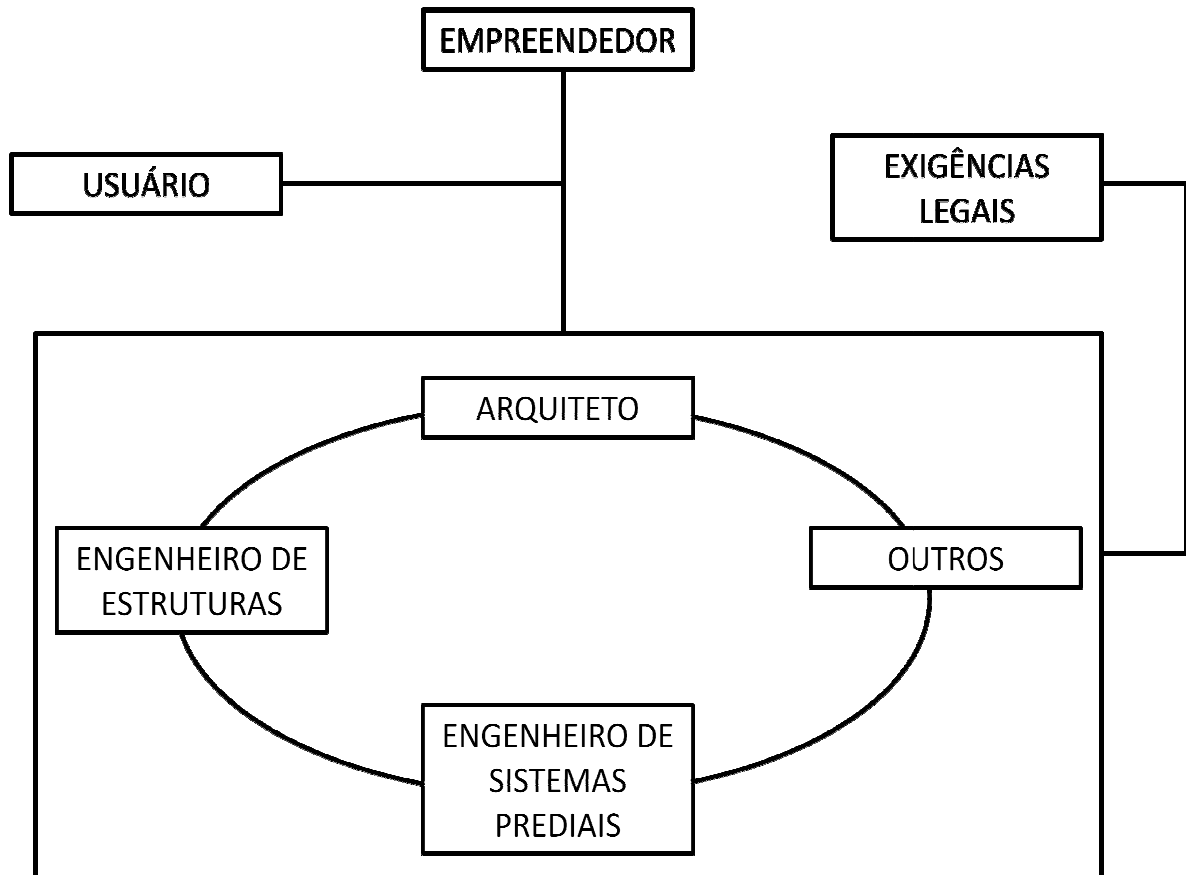 EMPREENDEDOR
USUÁRIO
EXIGÊNCIAS
LEGAIS
ARQUITETO
ENGENHEIRO DE
ESTRUTURAS
OUTROS
ENGENHEIRO DE
SISTEMAS
PREDIAIS